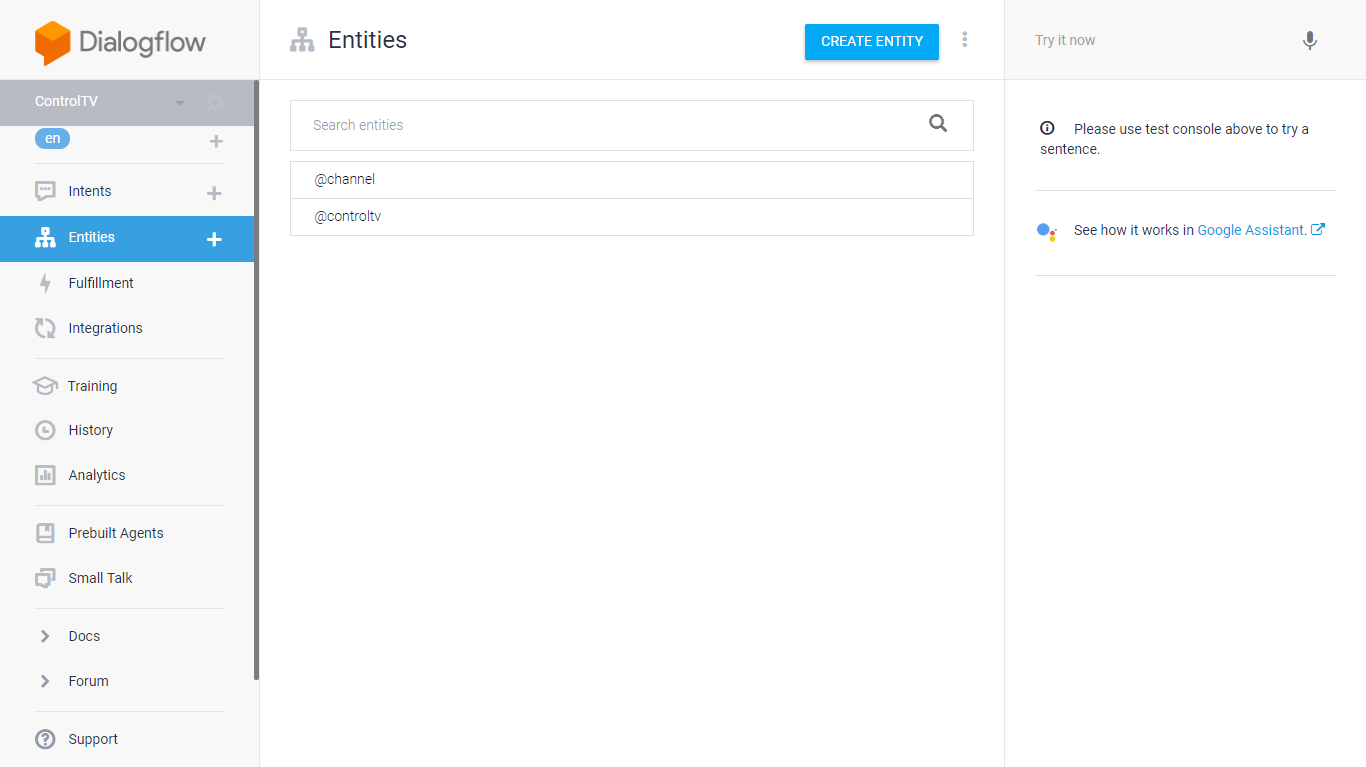 Dialogflow
ControlTV
en
Intents
Entities
Fulfillment
Integrations
Training
History
Analytics
Prebuilt Agents
Small Talk
Docs
Forum
Support
Entities
CREATE ENTITY
Search entities
@channel
@controltv
Try it now
Please use test console above to try a
sentence.
See how it works in Google Assistant.